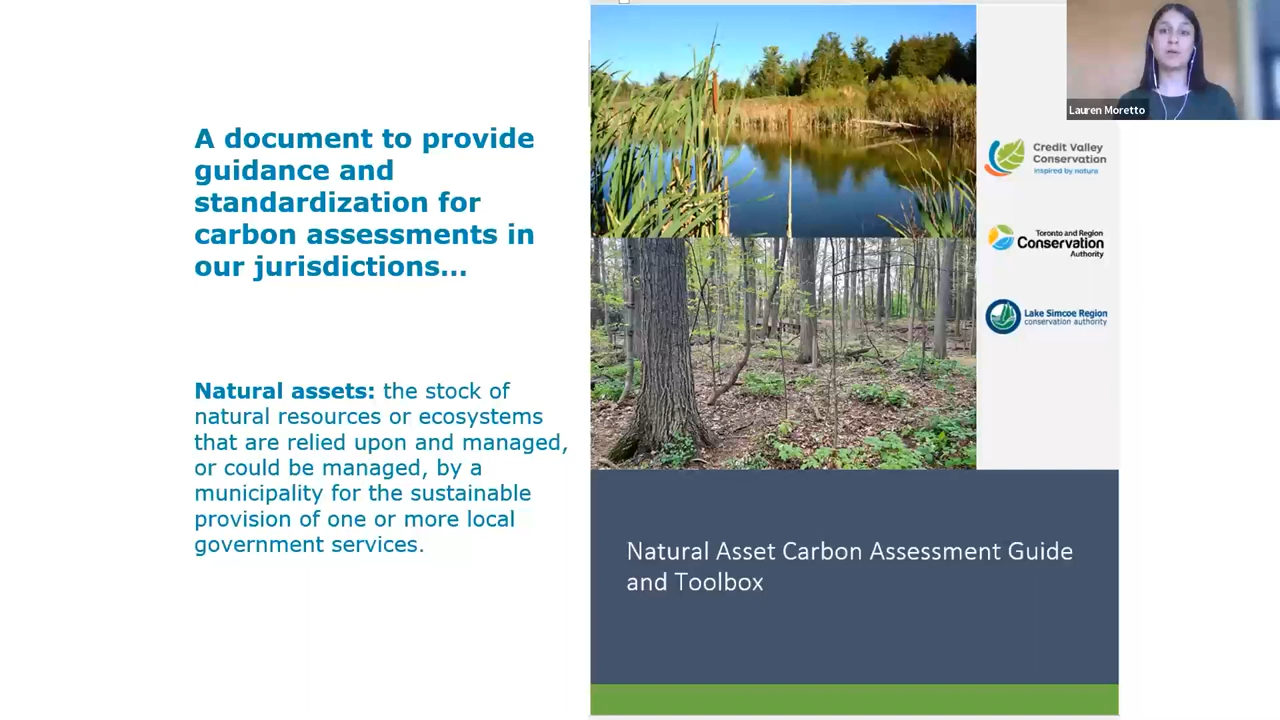 A document to provide
guidance and
standardization for
carbon assessments in
our jurisdictions...
Natural assets: the stock of
natural resources or ecosystems
that are relied upon and managed,
or could be managed, by a
municipality for the sustainable
provision of one or more local
government services.
Lauren Moretto
Credit Valley
Conservation
inspired by nature
Toronto and Region
Conservation
Authority
Lake Simcoe Region
conservation authority
Natural Asset Carbon Assessment Guide
and Toolbox